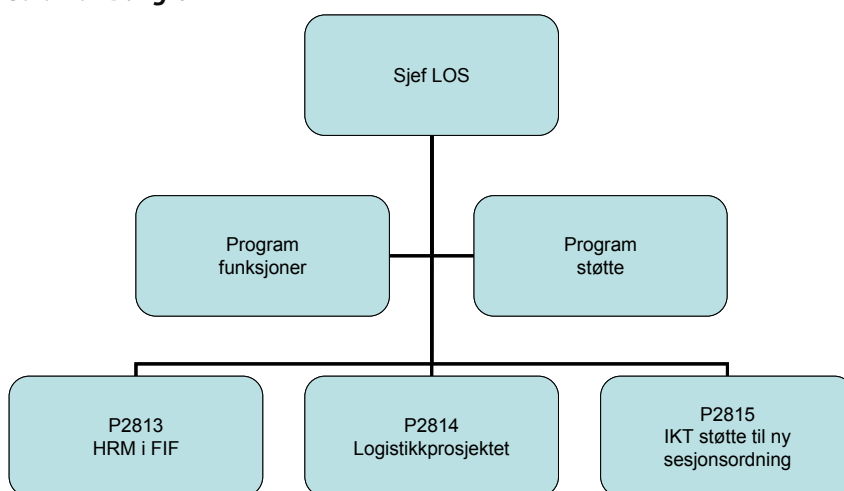 Sjef LOS
Program
funksjoner
Program
støtte
P2813
HRM i FIF
P2814
Logistikkprosjektet
P2815
IKT støtte til ny
sesjonsordning